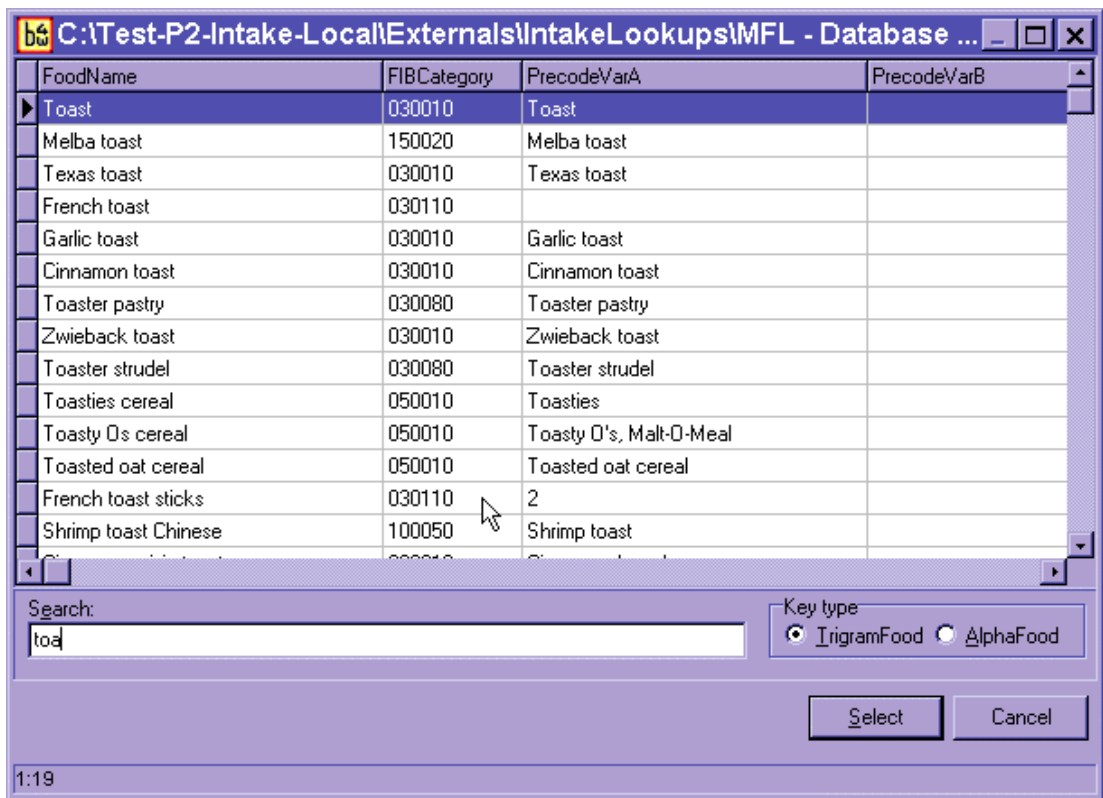 C:\Test-P2-Intake-Local\Externals\IntakeLookups\MFL - Database ...
FoodName FIBCategory PrecodeVarA PrecodeVarB
Toast 030010 Toast
Melba toast 150020 Melba toast
Texas toast 030010 Texas toast
French toast 030110
Garlic toast 030010 Garlic toast
Cinnamon toast 030010 Cinnamon toast
Toaster pastry 030080 Toaster pastry
Zwieback toast 030010 Zwieback toast
Toaster strudel 030080 Toaster strudel
Toasties cereal 050010 Toasties
Toasty Os cereal 050010 Toasty O's, Malt-O-Meal
Toasted oat cereal 050010 Toasted oat cereal
French toast sticks 030110 2
Shrimp toast Chinese 100050 Shrimp toast
Search: Key type
toa TrigramFood AlphaFood
Select Cancel
1:19